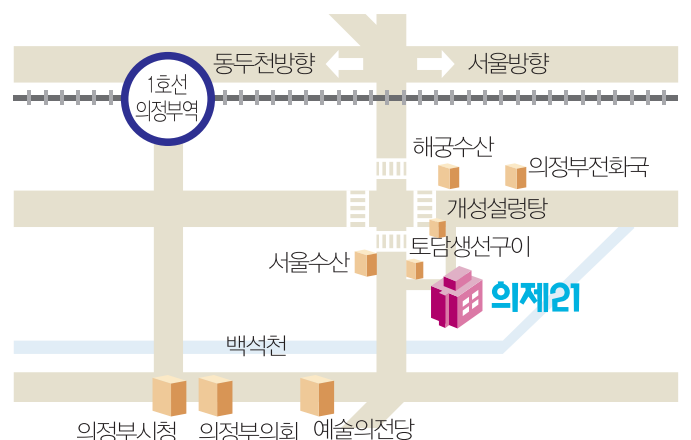 동두천방향
서울방향
1호선
의정부역
해궁수산
의정부전화국
개성설렁탕
토담생선구이
서울수산
의제21
백석천
의정부시청
의정부의회
예술의전당